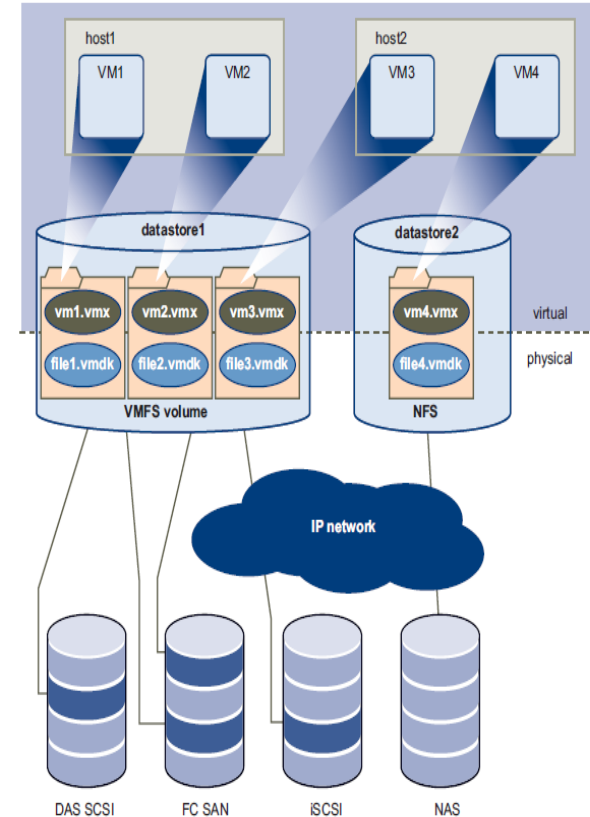 host1
host2
VM1
VM2
VM3
VM4
datastore1
datastore2
vm1.vmx
vm2.vmx
vm3.vmx
vm4.vmx
virtual
physical
file1.vmdk
file2.vmdk
file3.vmdk
file4.vmdk
VMFS volume
NFS
IP network
DAS SCSI
FC SAN
iSCSI
NAS